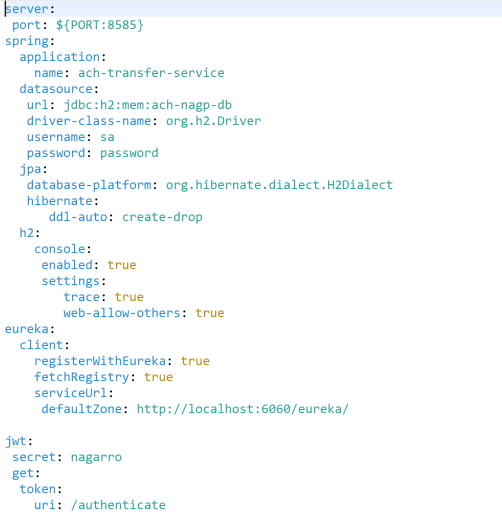 server:
 port: ${PORT:8585}
spring:
  application:
    name: ach-transfer-service
  datasource:
   url: jdbc:h2:mem:ach-nagp-db
   driver-class-name: org.h2.Driver
   username: sa
   password: password
  jpa:
   database-platform: org.hibernate.dialect.H2Dialect
   hibernate:
      ddl-auto: create-drop
  h2:
    console:
     enabled: true
     settings:
        trace: true
        web-allow-others: true
eureka:
  client:
    registerWithEureka: true
    fetchRegistry: true
    serviceUrl:
     defaultZone: http://localhost:6060/eureka/

jwt:
 secret: nagarro
 get:
  token:
    uri: /authenticate